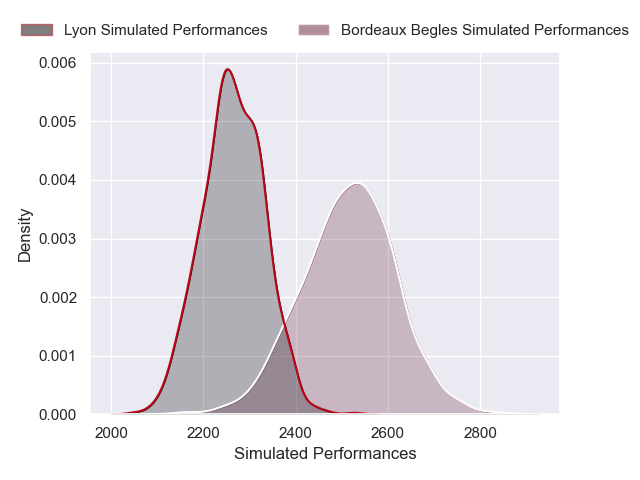 Lyon Simulated Performances
Bordeaux Begles Simulated Performances
0.006
0.005
0.004
0.003
0.002
0.001
0.000
Density
2000 2200 2400 2600 2800
Simulated Performances